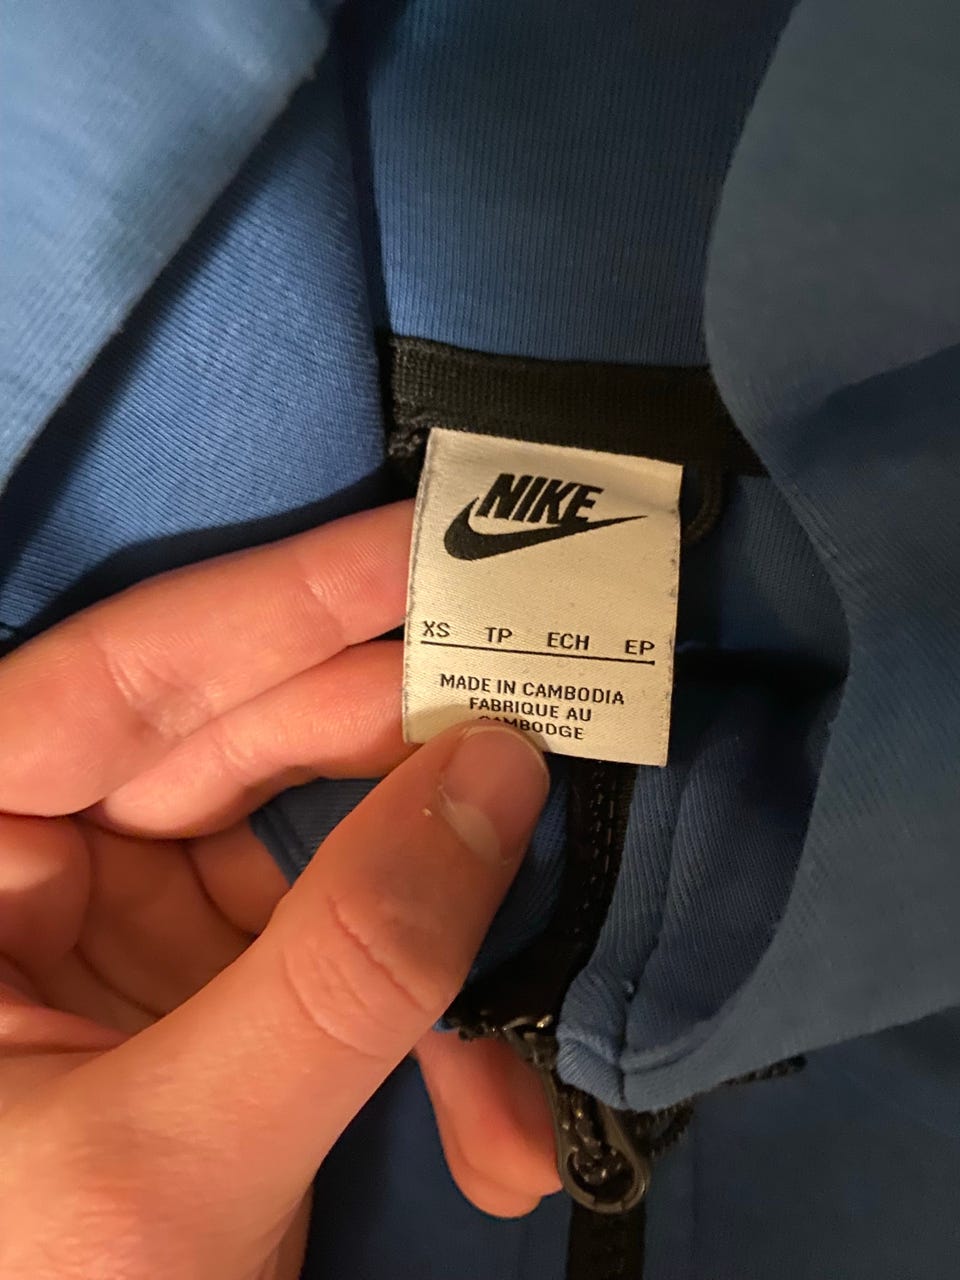 NIKE
XS TP ECH EP
MADE IN CAMBODIA
FABRIQUE AU
CAMBODGE